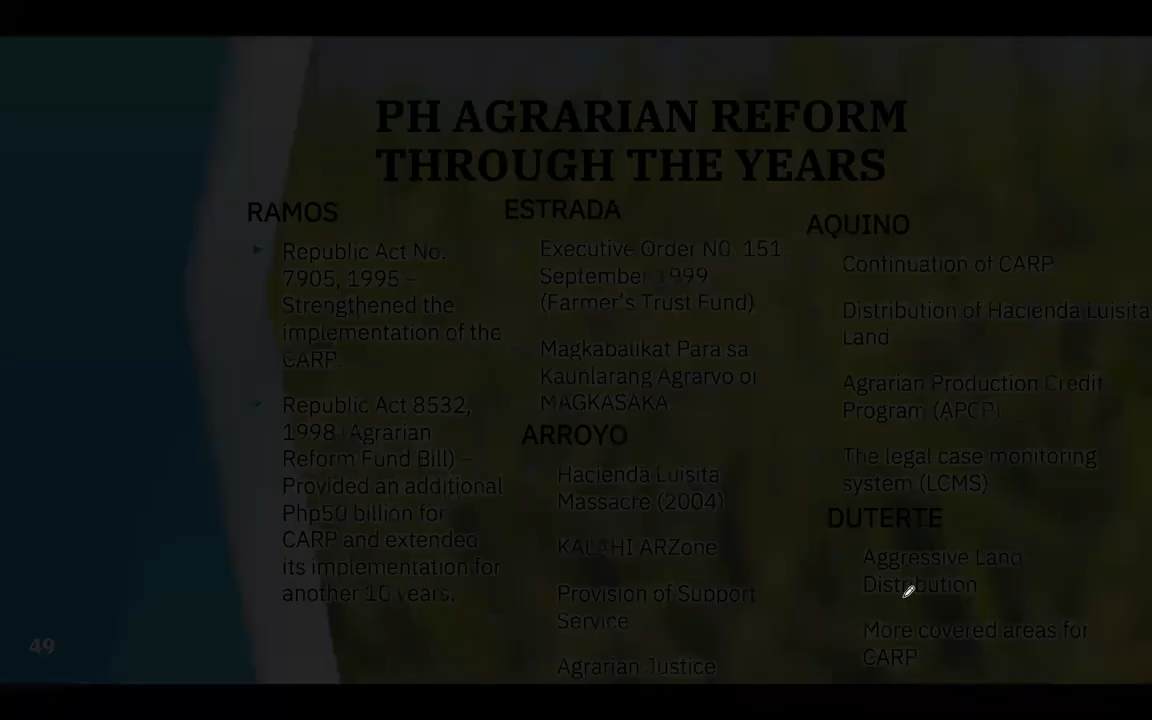 PH AGRARIAN REFORM
THROUGH THE YEARS
RAMOS
Republic Act No.
7905, 1995 –
Strengthened the
implementation of the
CARP.
Republic Act 8532,
1998 (Agrarian
Reform Fund Bill) –
Provided an additional
Php50 billion for
CARP and extended
its implementation for
another 10 years.
ESTRADA
Executive Order N0. 151
September 1999
(Farmer's Trust Fund)
Magkabalikat Para sa
Kaunlarang Agraryo or
MAGKASAKA.
ARROYO
Hacienda Luisita
Massacre (2004)
KALAHI ARZone
Provision of Support
Service
Agrarian Justice
AQUINO
Continuation of CARP
Distribution of Hacienda Luisita
Land
Agrarian Production Credit
Program (APCP)
The legal case monitoring
system (LCMS)
DUTERTE
Aggressive Land
Distribution
More covered areas for
CARP
49